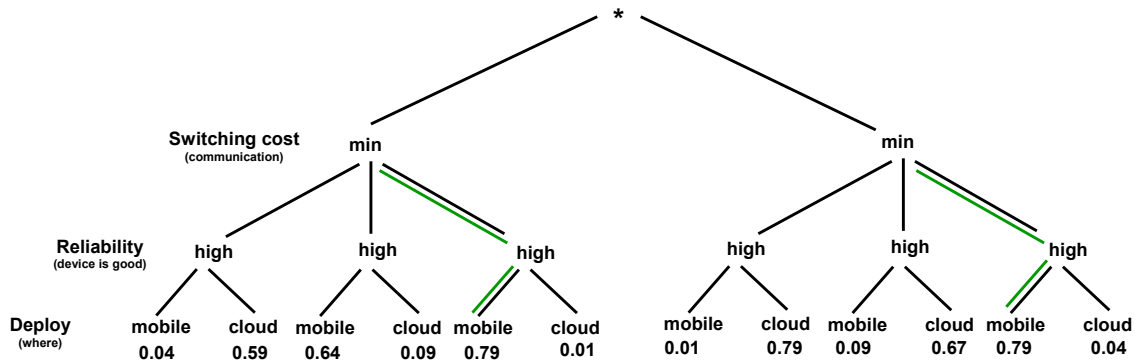 *
Switching cost
(communication)
min
min
Reliability
(device is good)
high
high
high
high
high
high
Deploy
(where)
mobile
cloud
mobile
cloud
mobile
cloud
mobile
cloud
mobile
cloud
mobile
cloud
0.04
0.59
0.64
0.09
0.79
0.01
0.01
0.79
0.09
0.67
0.79
0.04